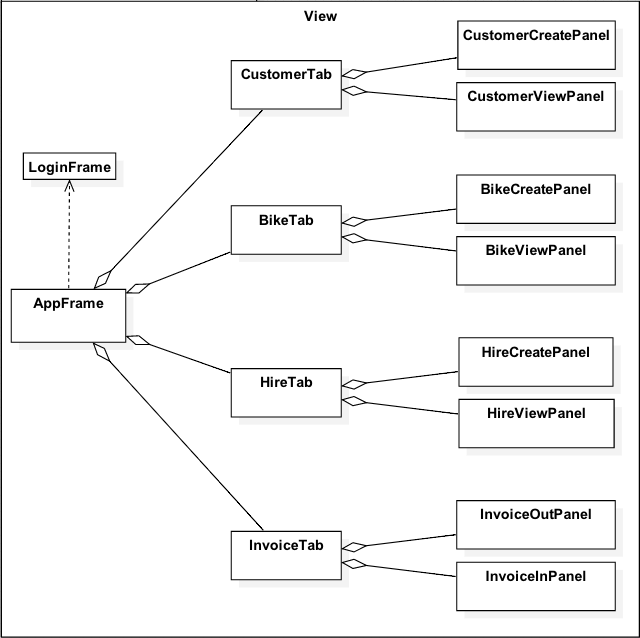 View
CustomerCreatePanel
CustomerTab
CustomerViewPanel
LoginFrame
BikeCreatePanel
BikeTab
BikeViewPanel
AppFrame
HireCreatePanel
HireTab
HireViewPanel
InvoiceOutPanel
InvoiceTab
InvoiceInPanel